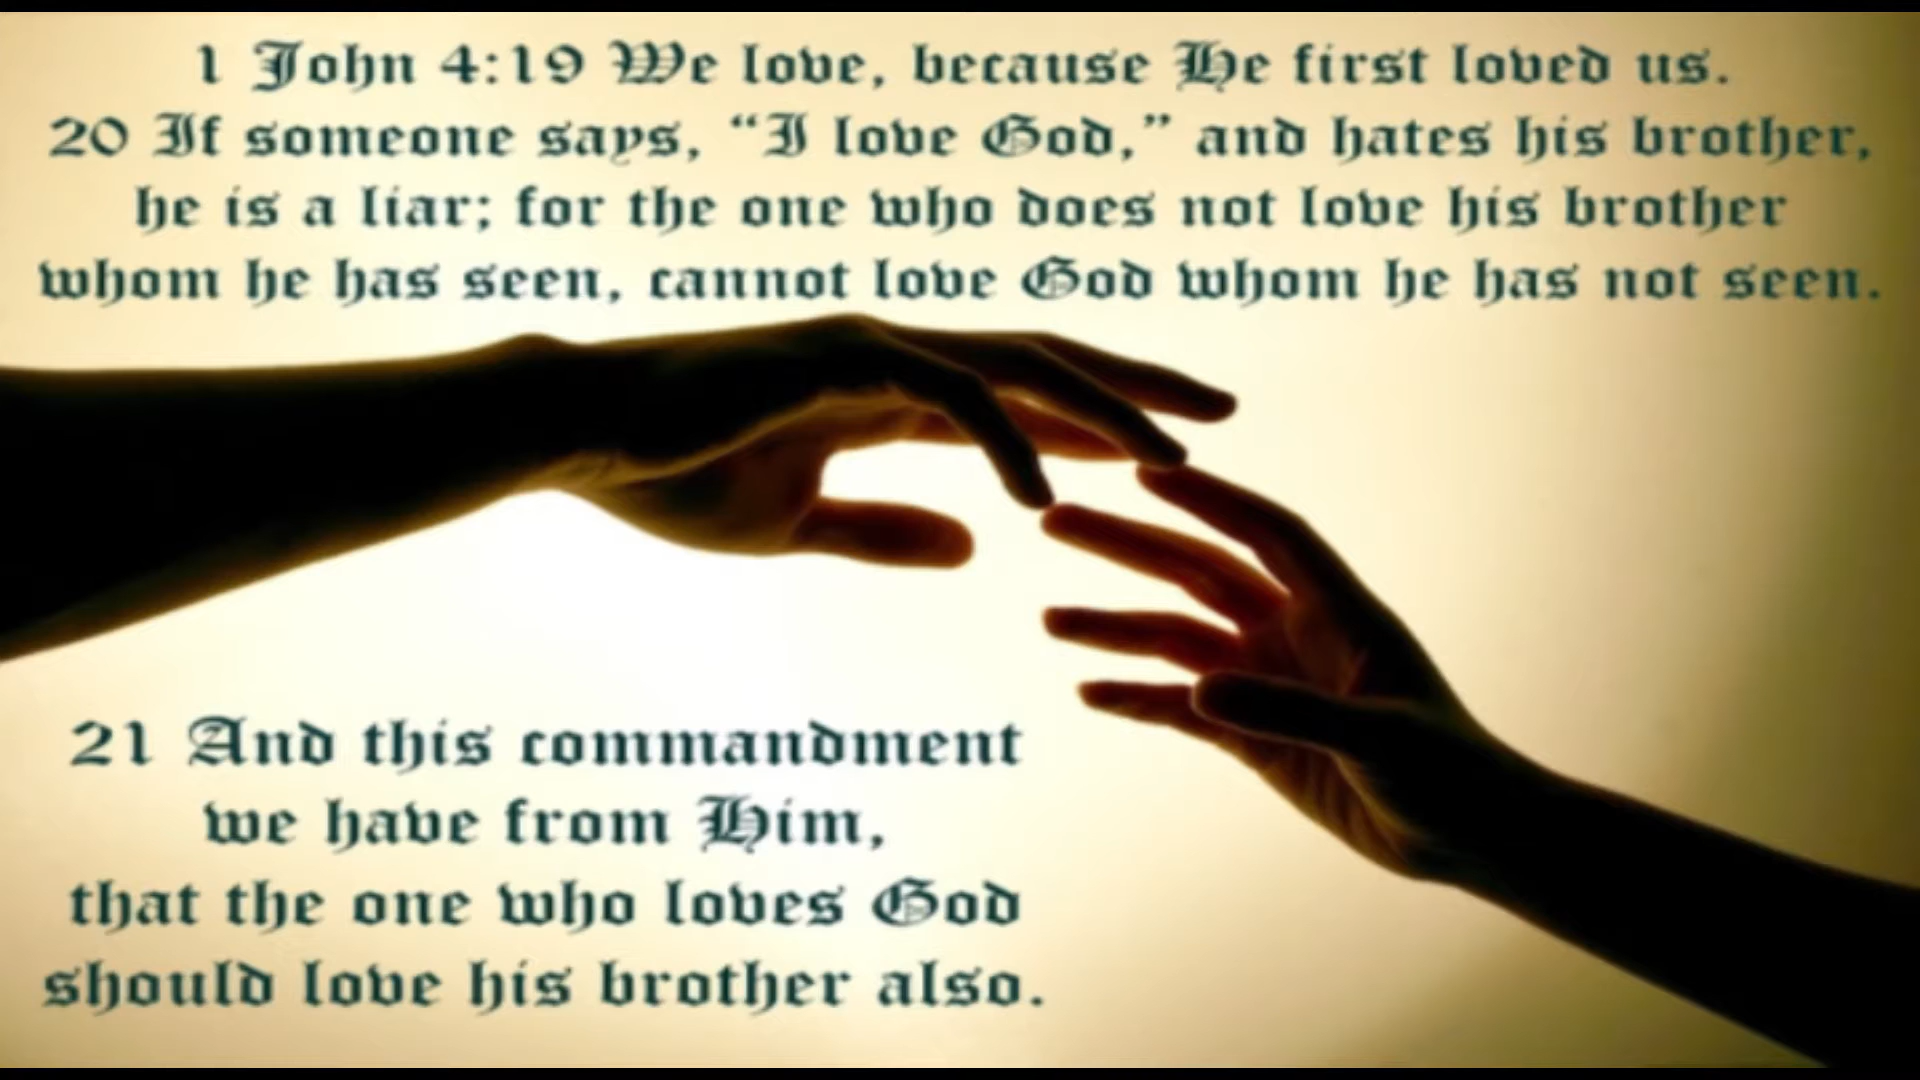 1 John 4:19 We love, because He first loved us.
20 If someone says, “I love God,” and hates his brother,
he is a liar; for the one who does not love his brother
whom he has seen, cannot love God whom he has not seen.
21 And this commandment
we have from Him,
that the one who loves God
should love his brother also.